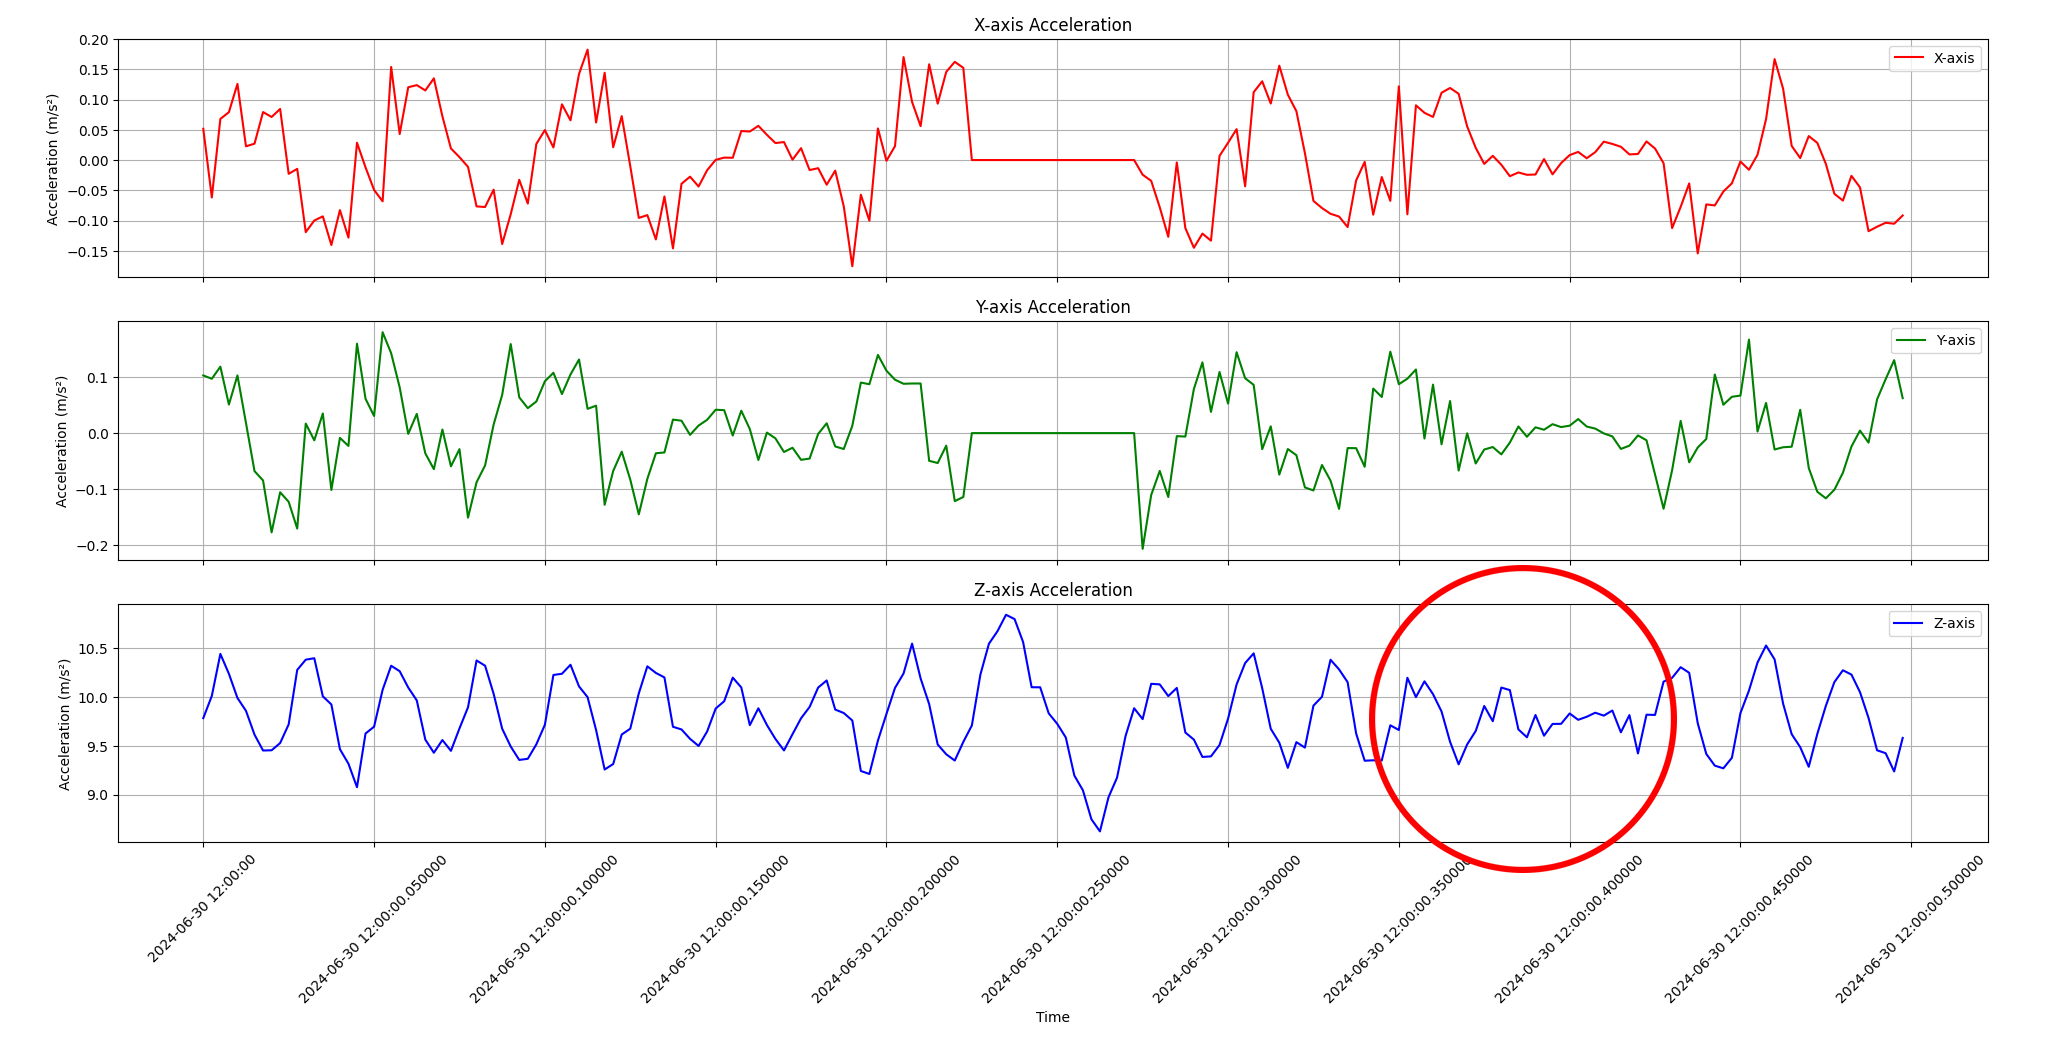 X-axis Acceleration
0.20
0.15
0.10
0.05
0.00
−0.05
−0.10
−0.15
Acceleration (m/s²)
X-axis
Y-axis Acceleration
0.1
0.0
−0.1
−0.2
Acceleration (m/s²)
Y-axis
Z-axis Acceleration
10.5
10.0
9.5
9.0
Acceleration (m/s²)
Z-axis
2024-06-30 12:00:00
2024-06-30 12:00:00.050000
2024-06-30 12:00:00.100000
2024-06-30 12:00:00.150000
2024-06-30 12:00:00.200000
2024-06-30 12:00:00.250000
2024-06-30 12:00:00.300000
2024-06-30 12:00:00.350000
2024-06-30 12:00:00.400000
2024-06-30 12:00:00.450000
2024-06-30 12:00:00.500000
Time